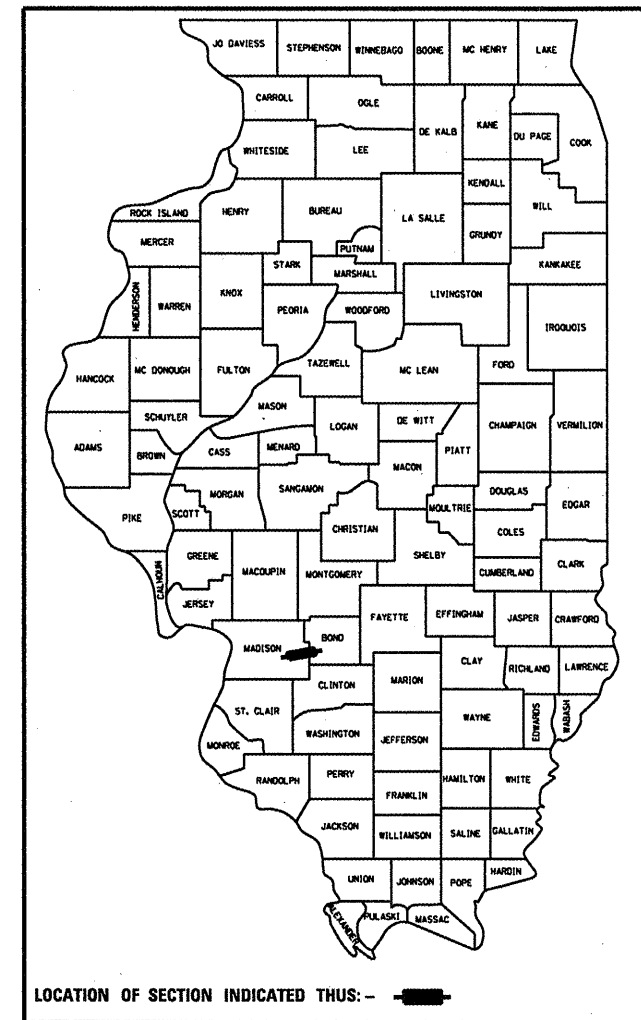 JO DAVIESS
STEPHENSON
WINNEBAGO
BOONE
MC HENRY
LAKE
CARROLL
OGLE
DE KALB
KANE
DU PAGE
COOK
WHITESIDE
LEE
KENDALL
WILL
ROCK ISLAND
HENRY
BUREAU
LA SALLE
GRUNDY
MERCER
PUTNAM
STARK
MARSHALL
KANKAKEE
HENDERSON
WARREN
KNOX
PEORIA
WOODFORD
LIVINGSTON
IROQUOIS
HANCOCK
MC DONOUGH
FULTON
TAZEWELL
MC LEAN
FORD
SCHUYLER
MASON
LOGAN
DE WITT
CHAMPAIGN
VERMILION
ADAMS
BROWN
CASS
MENARD
PIATT
MACON
PIKE
SCOTT
MORGAN
SANGAMON
CHRISTIAN
MOULTRIE
DOUGLAS
EDGAR
COLES
GREENE
MACOUPIN
MONTGOMERY
SHELBY
CUMBERLAND
CLARK
CALHOUN
JERSEY
FAYETTE
EFFINGHAM
JASPER
CRAWFORD
MADISON
BOND
CLAY
RICHLAND
LAWRENCE
CLINTON
MARION
ST. CLAIR
WAYNE
EDWARDS
WABASH
MONROE
WASHINGTON
JEFFERSON
RANDOLPH
PERRY
HAMILTON
WHITE
FRANKLIN
JACKSON
WILLIAMSON
SALINE
GALLATIN
UNION
JOHNSON
POPE
HARDIN
ALEXANDER
PULASKI
MASSAC
LOCATION OF SECTION INDICATED THUS: -